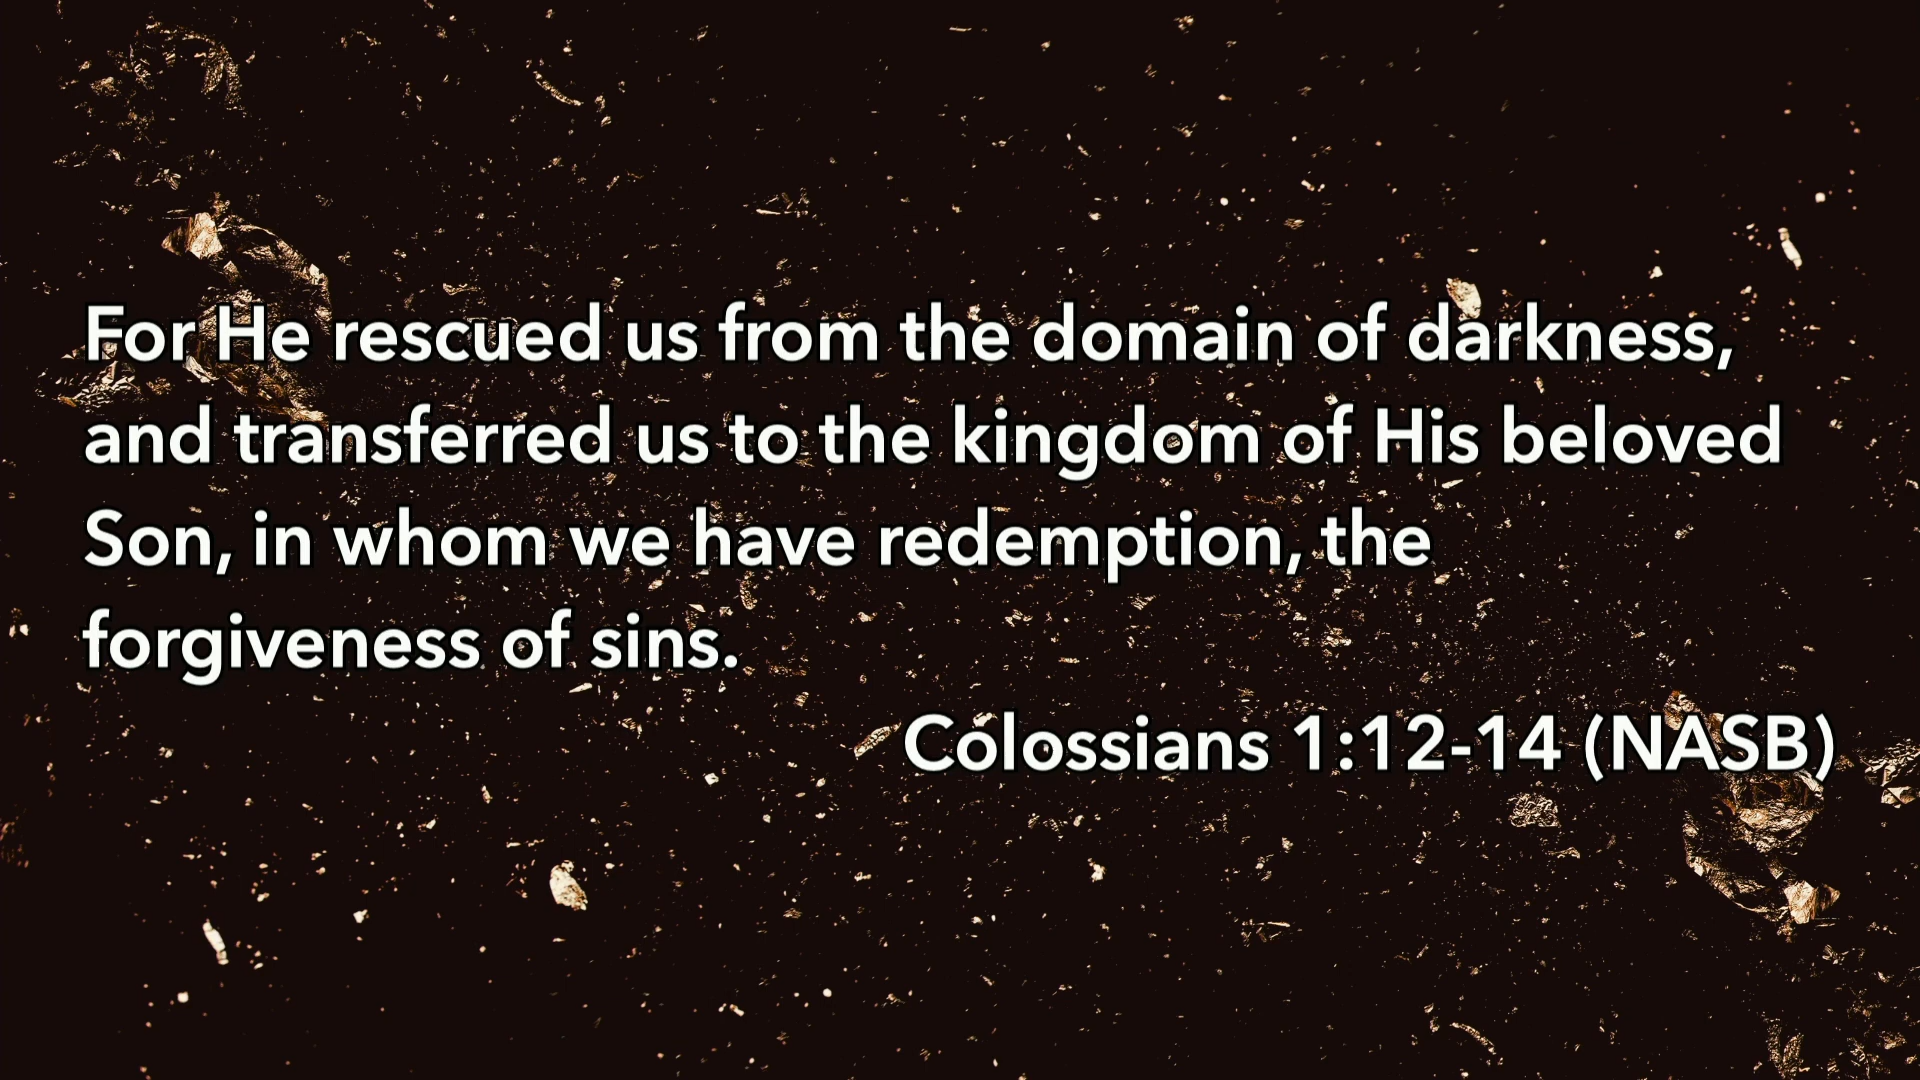 For He rescued us from the domain of darkness,
and transferred us to the kingdom of His beloved
Son, in whom we have redemption, the
forgiveness of sins.
Colossians 1:12-14 (NASB)